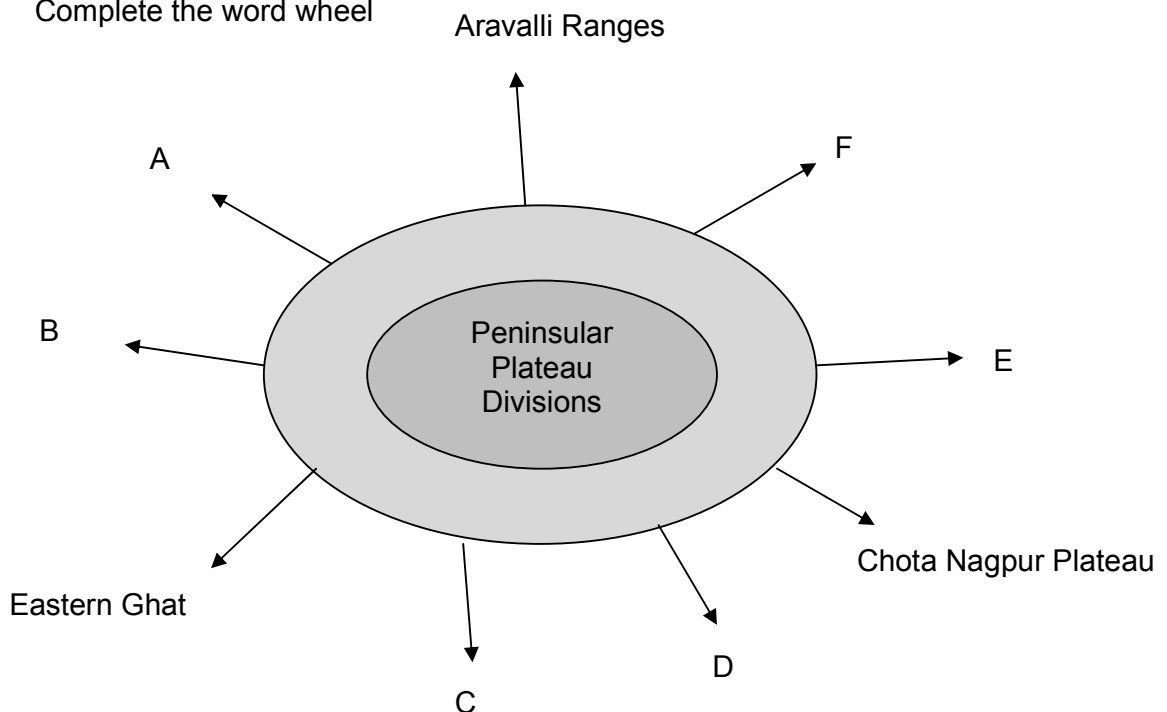 Complete the word wheel
Aravalli Ranges
A
F
B
Peninsular
Plateau
Divisions
E
Chota Nagpur Plateau
Eastern Ghat
D
C